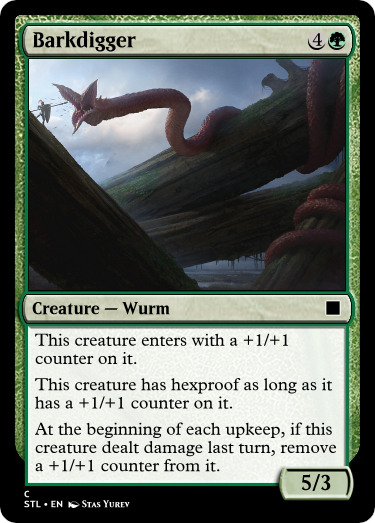 Barkdigger 4
Creature — Wurm
This creature enters with a +1/+1
counter on it.
This creature has hexproof as long as it
has a +1/+1 counter on it.
At the beginning of each upkeep, if this
creature dealt damage last turn, remove
a +1/+1 counter from it.
5/3
C
STL • EN Stas Yurev